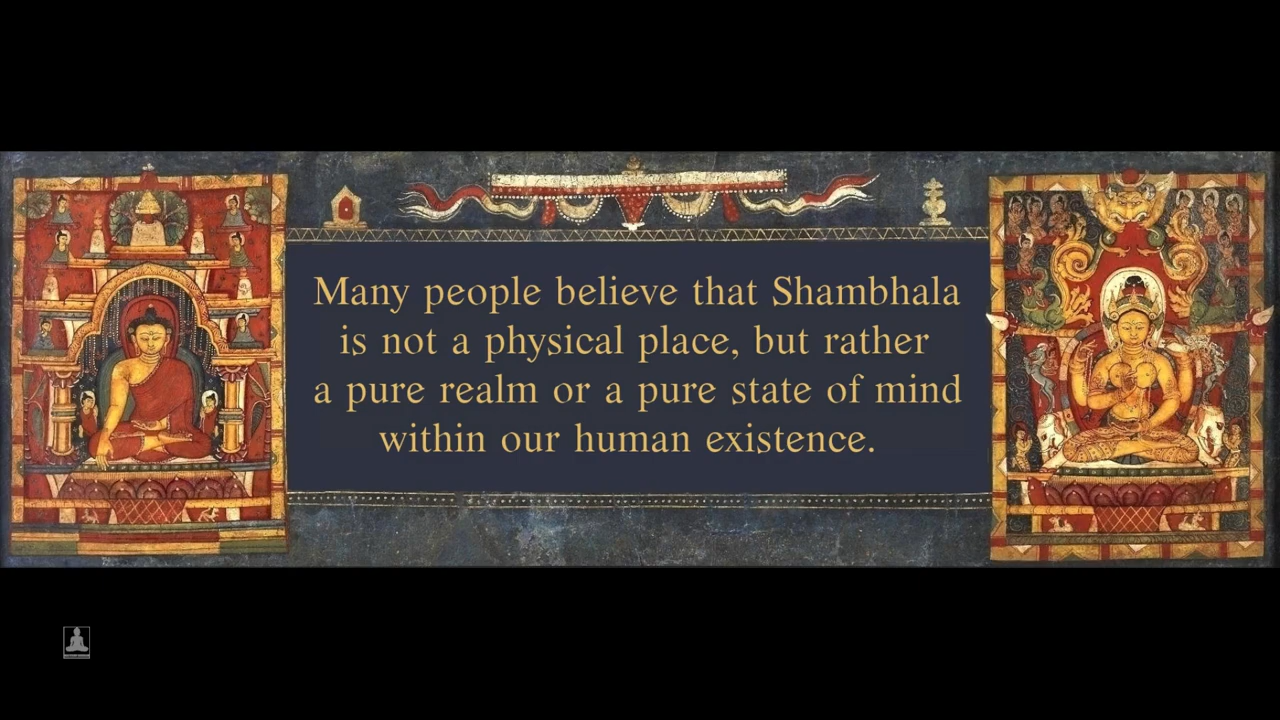 Many people believe that Shambhala
is not a physical place, but rather
a pure realm or a pure state of mind
within our human existence.